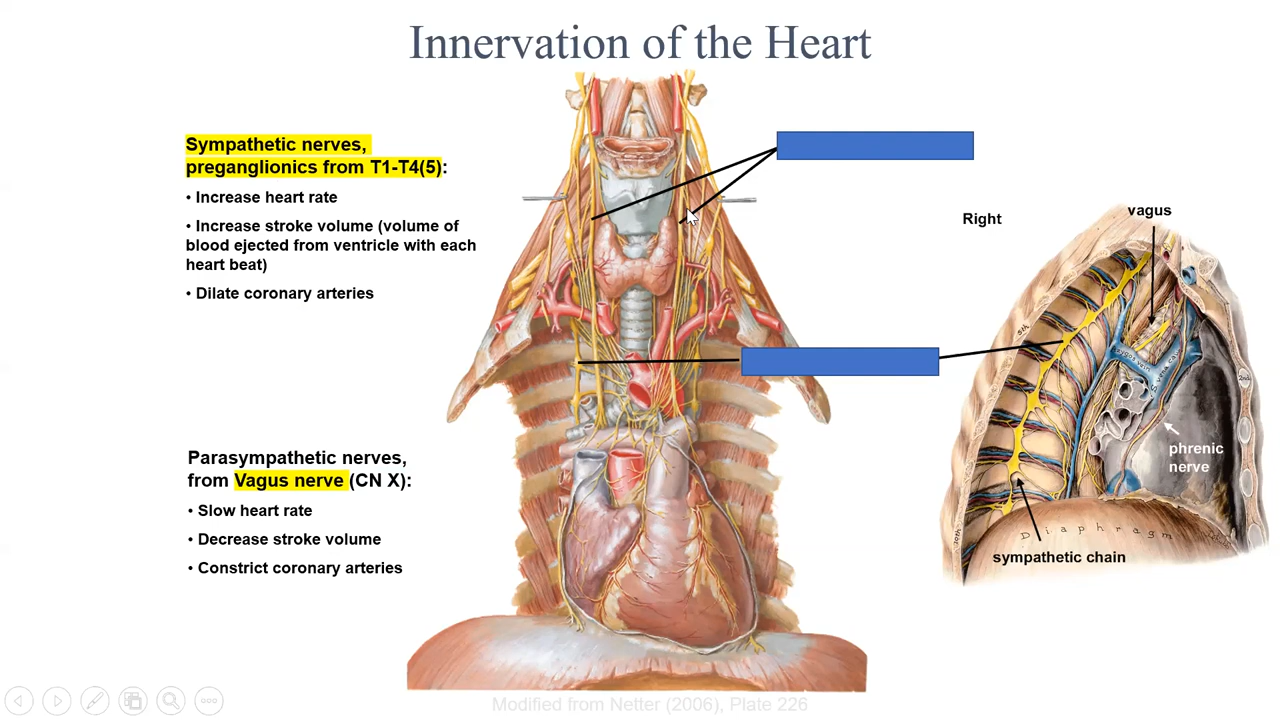 Innervation of the Heart
Sympathetic nerves,
preganglionics from T1-T4(5):
• Increase heart rate
• Increase stroke volume (volume of
blood ejected from ventricle with each
heart beat)
• Dilate coronary arteries
Parasympathetic nerves,
from Vagus nerve (CN X):
• Slow heart rate
• Decrease stroke volume
• Constrict coronary arteries
Right
vagus
5th
2nd
phrenic
nerve
Diaphragm
sympathetic chain
Modified from Netter (2006), Plate 226